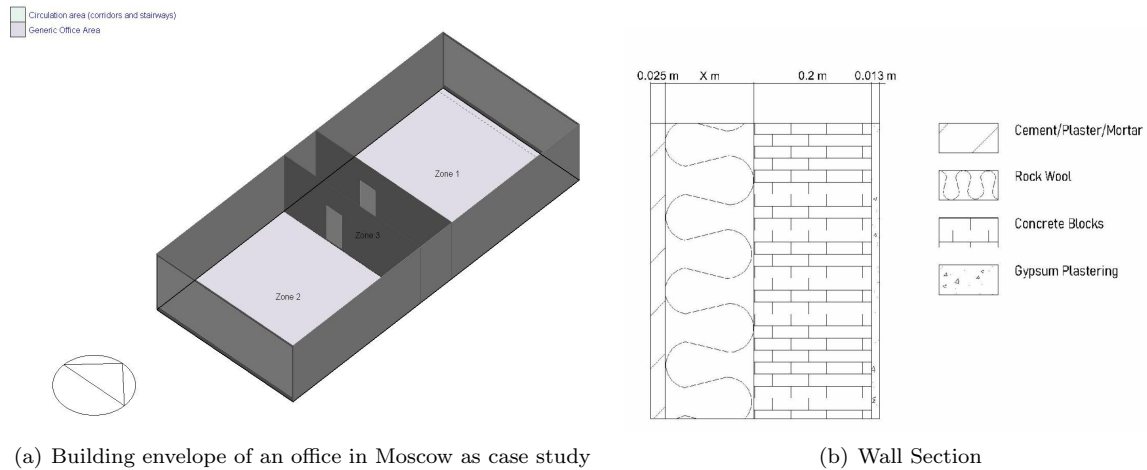 Circulation area (corridors and stairways)
Generic Office Area
Zone 1
Zone 3
Zone 2
(a) Building envelope of an office in Moscow as case study
0.025 m X m 0.2 m 0.013 m
Cement/Plaster/Mortar
Rock Wool
Concrete Blocks
Gypsum Plastering
(b) Wall Section